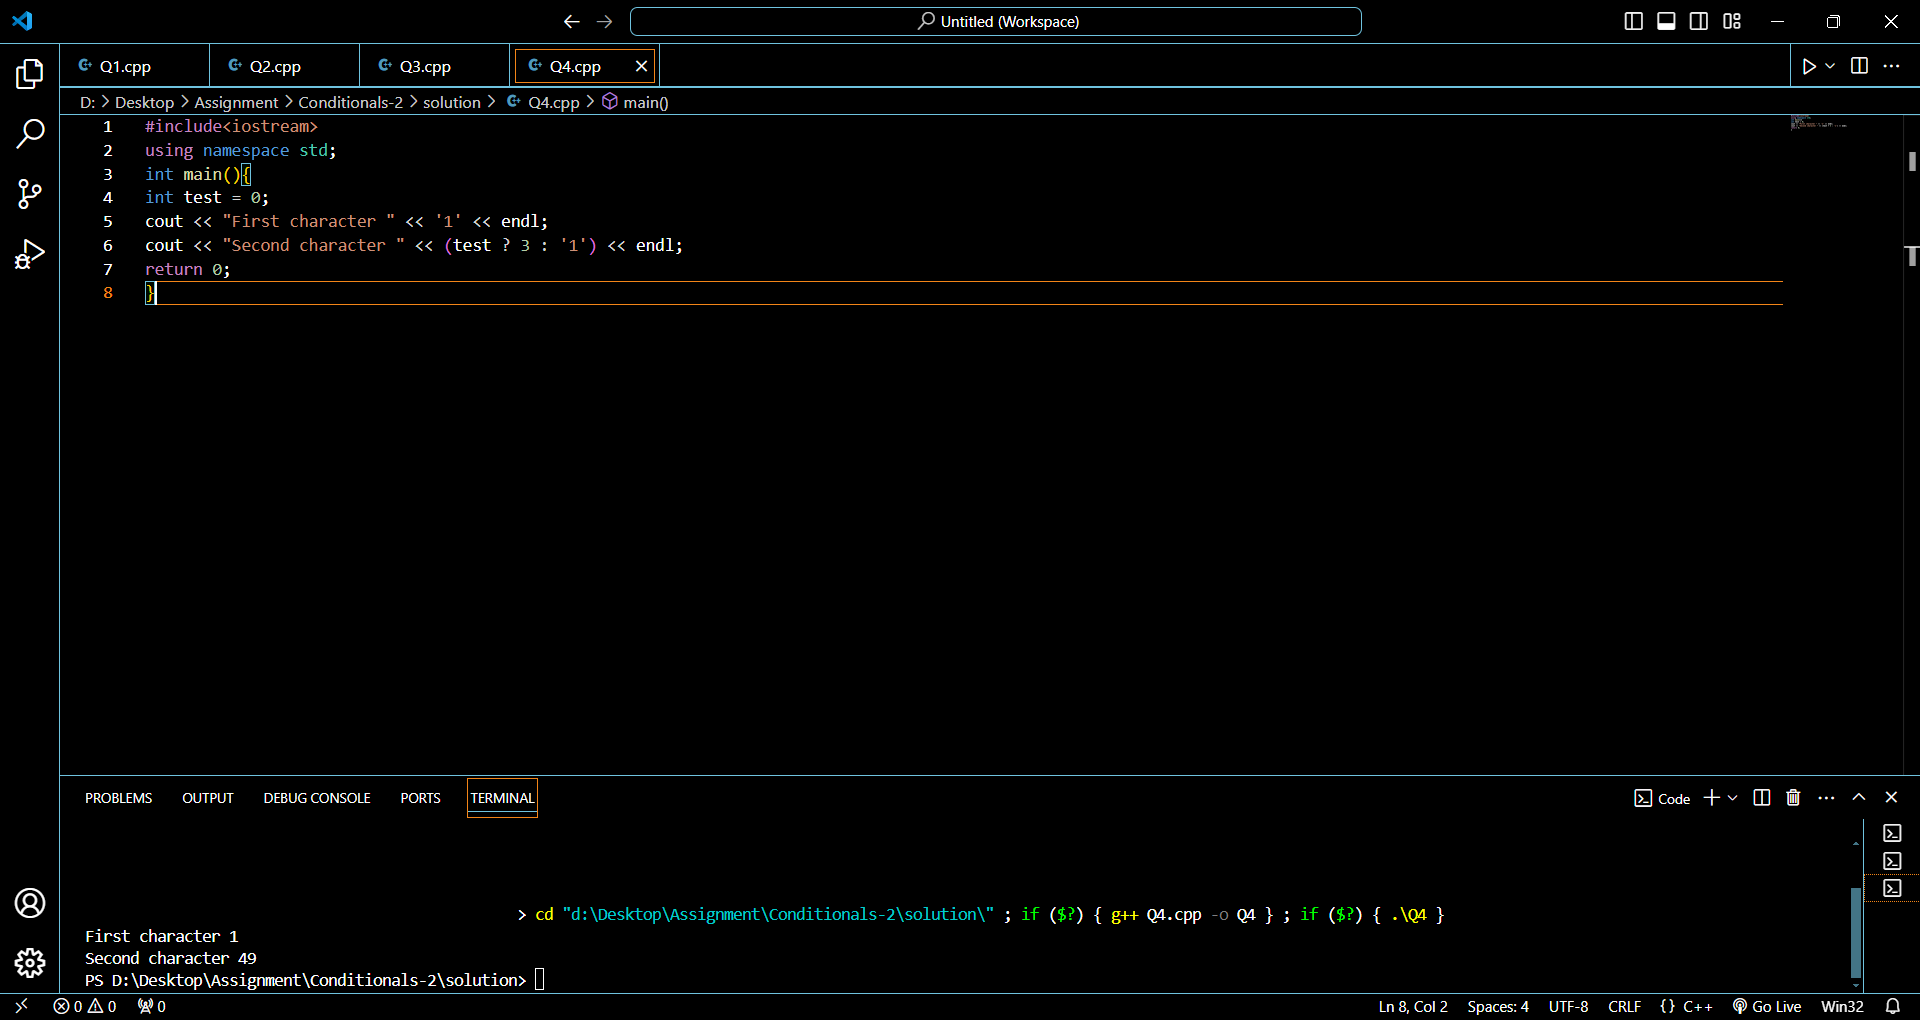 Untitled (Workspace)
Q1.cpp
Q2.cpp
Q3.cpp
Q4.cpp
D: > Desktop > Assignment > Conditionals-2 > solution > Q4.cpp > main()
1 #include<iostream>
2 using namespace std;
3 int main(){
4 int test = 0;
5 cout << "First character " << '1' << endl;
6 cout << "Second character " << (test ? 3 : '1') << endl;
7 return 0;
8 }
PROBLEMS OUTPUT DEBUG CONSOLE PORTS TERMINAL
Code
> cd "d:\Desktop\Assignment\Conditionals-2\solution\" ; if ($?) { g++ Q4.cpp -o Q4 } ; if ($?) { .\Q4 }
First character 1
Second character 49
PS D:\Desktop\Assignment\Conditionals-2\solution>
0 0 0 Ln 8, Col 2 Spaces: 4 UTF-8 CRLF {} C++ Go Live Win32